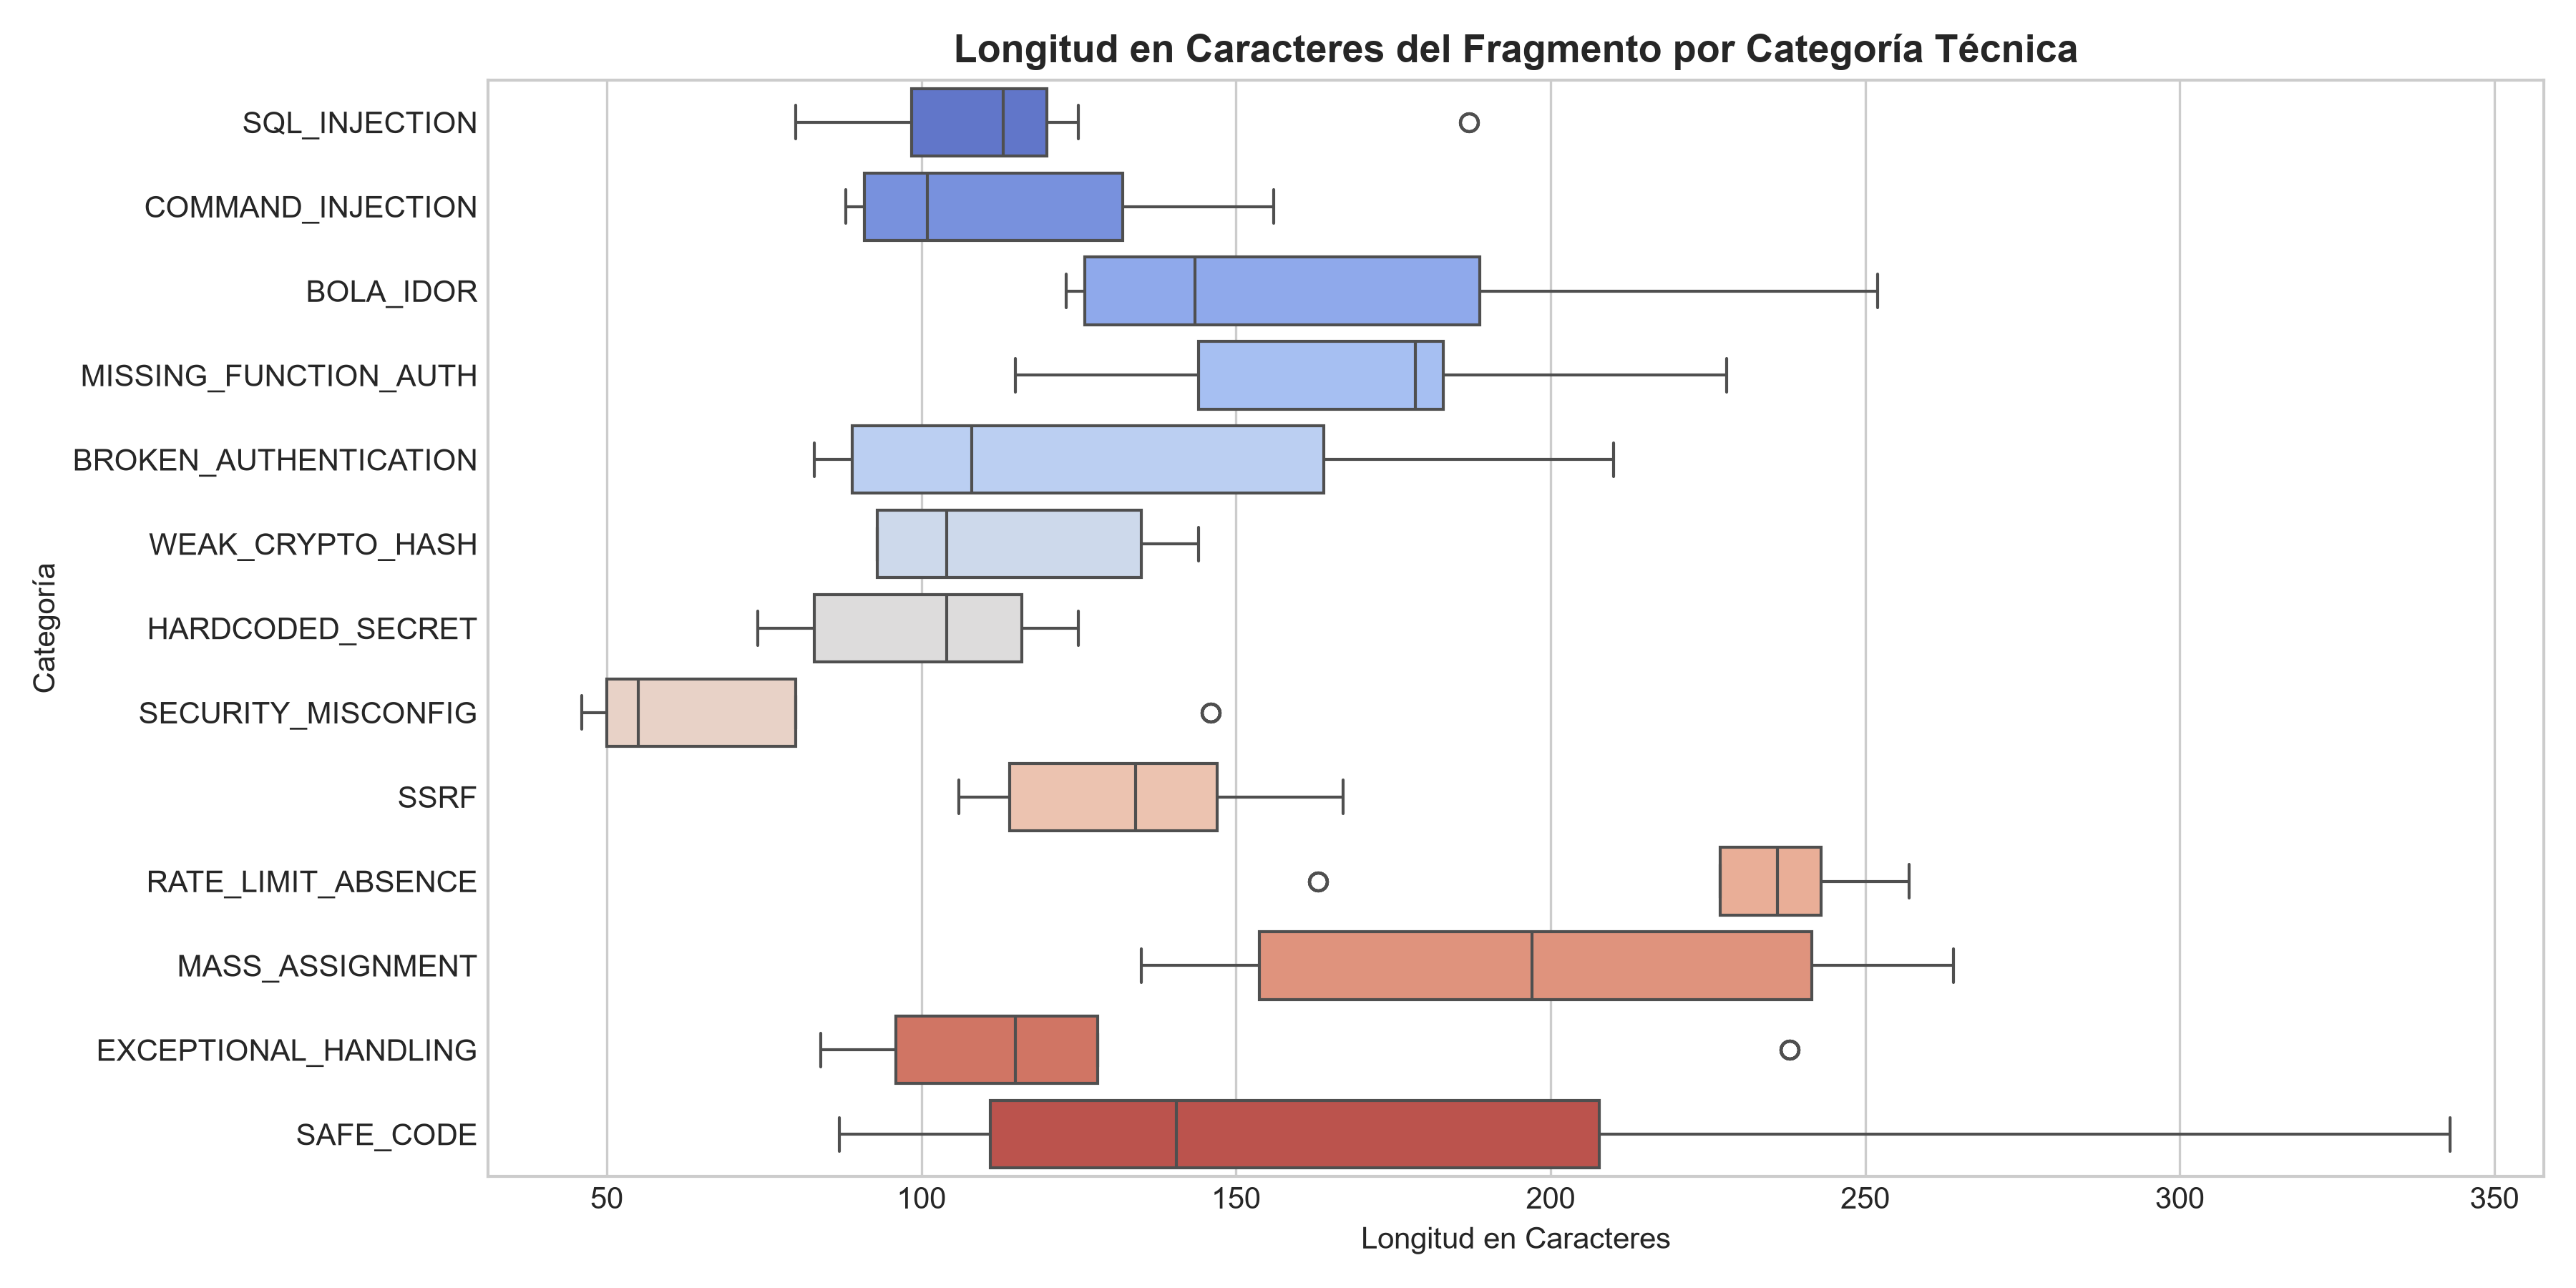 Longitud en Caracteres del Fragmento por Categoría Técnica
Categoría
SQL_INJECTION
COMMAND_INJECTION
BOLA_IDOR
MISSING_FUNCTION_AUTH
BROKEN_AUTHENTICATION
WEAK_CRYPTO_HASH
HARDCODED_SECRET
SECURITY_MISCONFIG
SSRF
RATE_LIMIT_ABSENCE
MASS_ASSIGNMENT
EXCEPTIONAL_HANDLING
SAFE_CODE
50 100 150 200 250 300 350
Longitud en Caracteres